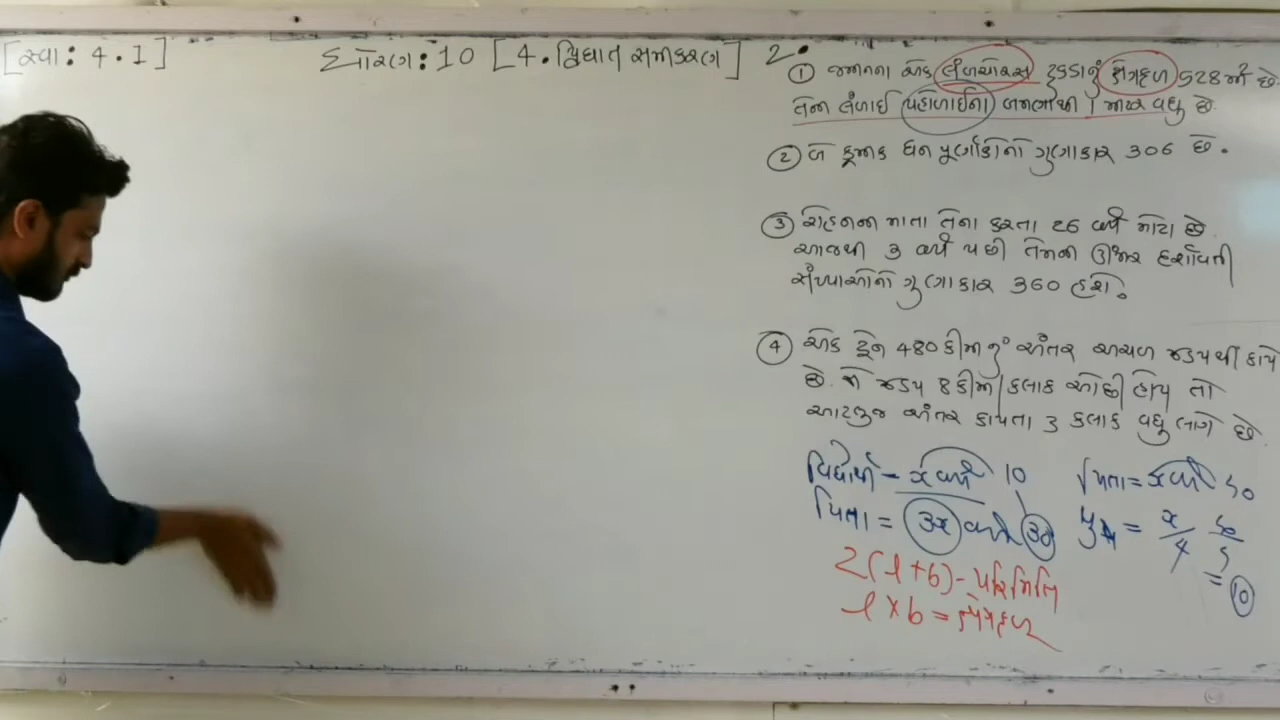 [સ્વા: 4.1]
ધોરણ: 10 [4. દ્વિઘાત સમીકરણ]
2.
① જમીનના એક લંબચોરસ ટુકડાનું ક્ષેત્રફળ 528 મી છે.
તેની લંબાઈ પહોળાઈના બમણાથી 1 મીટર વધુ છે.
② બે ક્રમિક ધન પૂર્ણાંકોનો ગુણાકાર 306 છે.
③ રોહનના માતા તેના કરતા 26 વર્ષ મોટા છે.
આજથી 3 વર્ષ પછી તેમની ઊંમર દર્શાવતી
સંખ્યાઓનો ગુણાકાર 360 હશે.
④ એક ટ્રેન 480 કીમીનું અંતર અચળ ઝડપથી કાપે
છે. જો ઝડપ 8 કીમી/કલાક ઓછી હોય તો
આટલુજ અંતર કાપતા 3 કલાક વધુ લાગે છે.
વિદ્યાર્થી - x વર્ષ 10
પિતા = 3x વર્ષ 30
પિતા = x વર્ષ 50
પુત્ર = x/4
= 10
2(l+b) - પરિમિતિ
l × b = ક્ષેત્રફળ